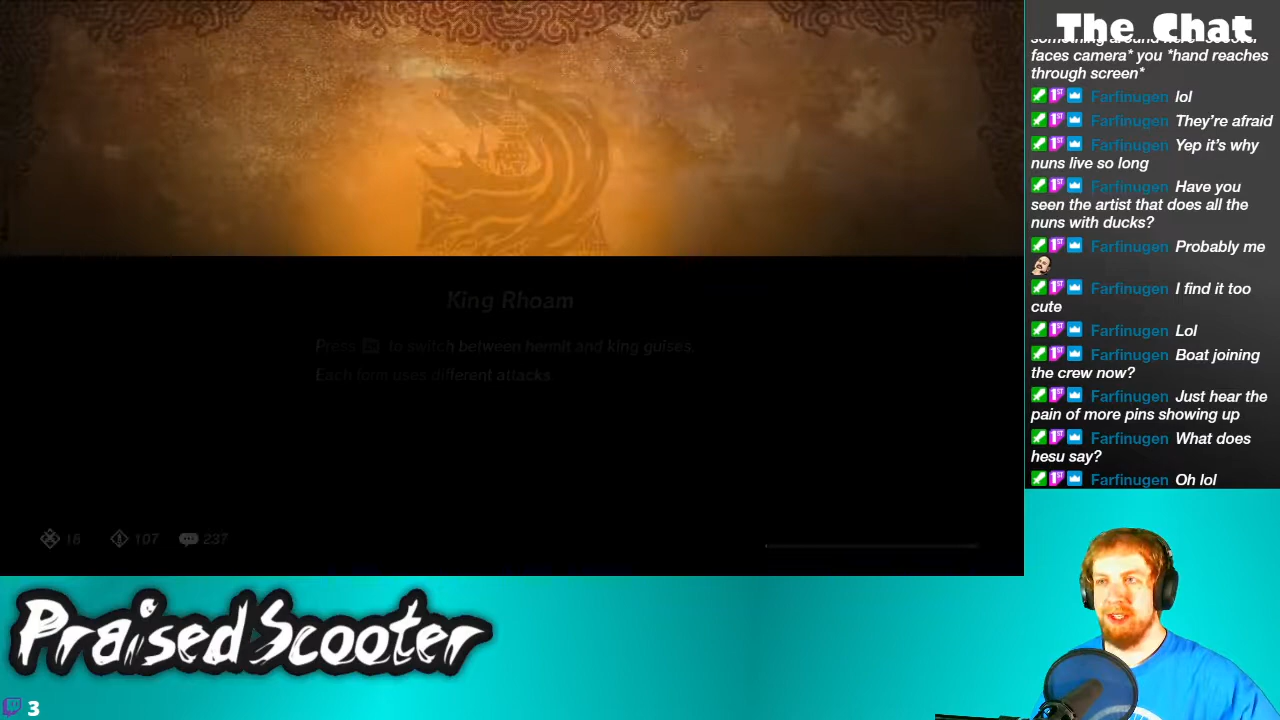 The Chat
faces camera* you *hand reaches
through screen*
Farfinugen lol
Farfinugen They're afraid
Farfinugen Yep it's why
nuns live so long
Farfinugen Have you
seen the artist that does all the
nuns with ducks?
Farfinugen Probably me
Farfinugen I find it too
cute
Farfinugen Lol
Farfinugen Boat joining
the crew now?
Farfinugen Just hear the
pain of more pins showing up
Farfinugen What does
hesu say?
Farfinugen Oh lol
King Rhoam
Press to switch between hermit and king guises.
Each form uses different attacks
18 107 237
PraisedScooter
3